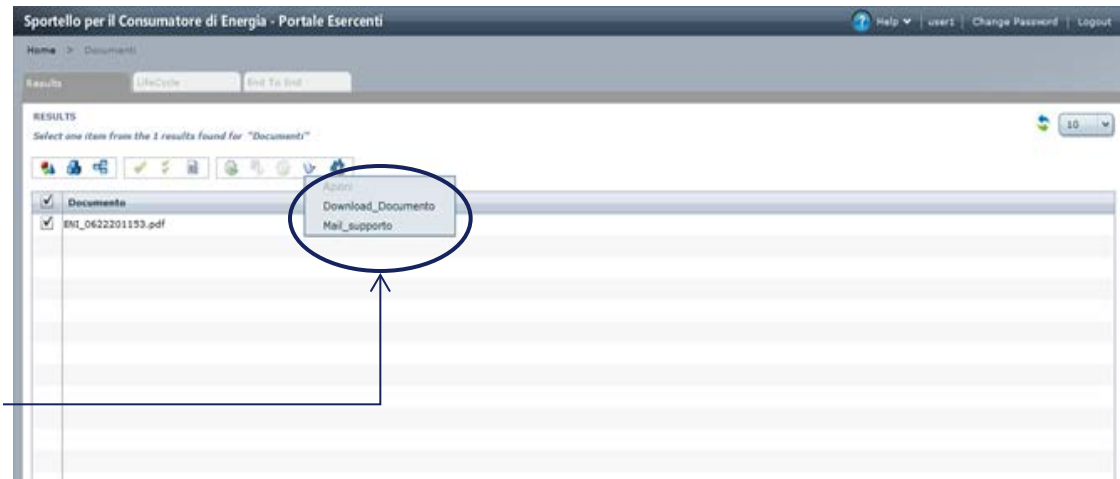 Sportello per il Consumatore di Energia - Portale Esercenti
Help | user1 | Change Password | Logout
Home > Documenti
Results
LifeCycle
End To End
RESULTS
Select one item from the 1 results found for "Documenti"
10
Azioni
Download_Documento
Mail_supporto
Documento
ENI_0622201153.pdf